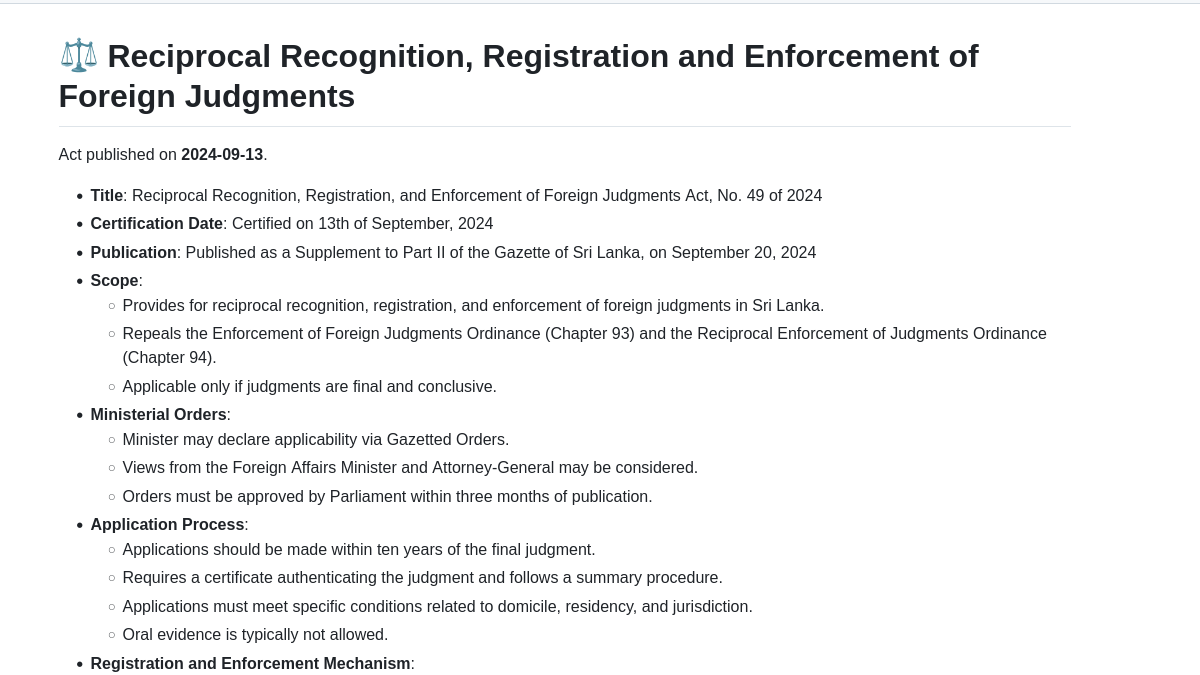 ⚖️ Reciprocal Recognition, Registration and Enforcement of
Foreign Judgments
Act published on 2024-09-13.
• Title: Reciprocal Recognition, Registration, and Enforcement of Foreign Judgments Act, No. 49 of 2024
• Certification Date: Certified on 13th of September, 2024
• Publication: Published as a Supplement to Part II of the Gazette of Sri Lanka, on September 20, 2024
• Scope:
○ Provides for reciprocal recognition, registration, and enforcement of foreign judgments in Sri Lanka.
○ Repeals the Enforcement of Foreign Judgments Ordinance (Chapter 93) and the Reciprocal Enforcement of Judgments Ordinance
(Chapter 94).
○ Applicable only if judgments are final and conclusive.
• Ministerial Orders:
○ Minister may declare applicability via Gazetted Orders.
○ Views from the Foreign Affairs Minister and Attorney-General may be considered.
○ Orders must be approved by Parliament within three months of publication.
• Application Process:
○ Applications should be made within ten years of the final judgment.
○ Requires a certificate authenticating the judgment and follows a summary procedure.
○ Applications must meet specific conditions related to domicile, residency, and jurisdiction.
○ Oral evidence is typically not allowed.
• Registration and Enforcement Mechanism: